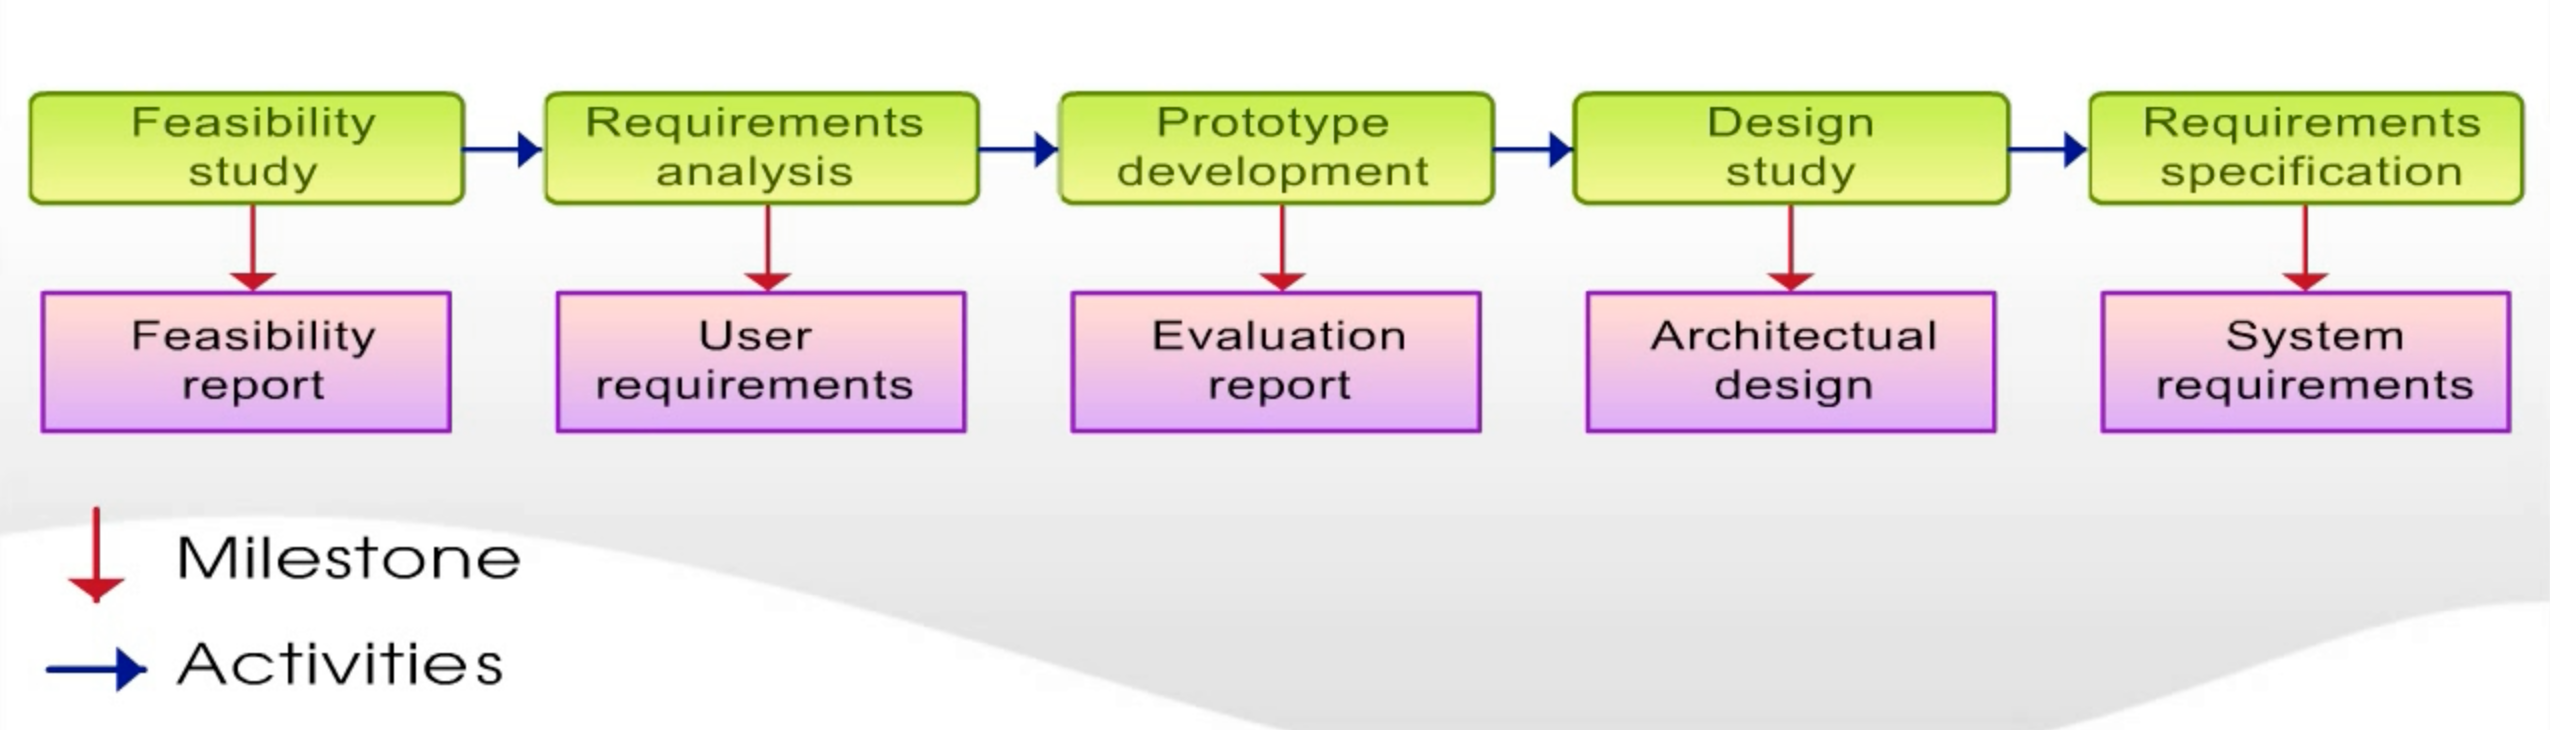 Feasibility
study
Requirements
analysis
Prototype
development
Design
study
Requirements
specification
Feasibility
report
User
requirements
Evaluation
report
Architectual
design
System
requirements
Milestone
Activities